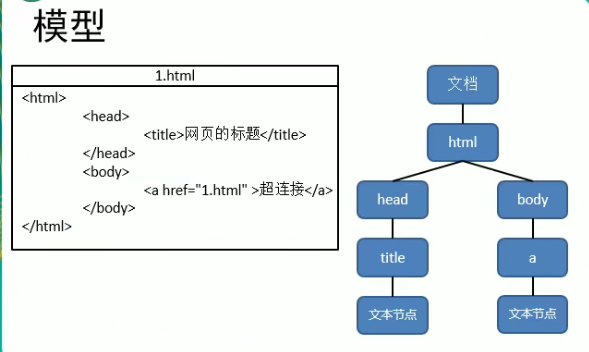 模型
1.html
<html>
<head>
<title>网页的标题</title>
</head>
<body>
<a href="1.html" >超连接</a>
</body>
</html>
文档
html
head
body
title
a
文本节点
文本节点